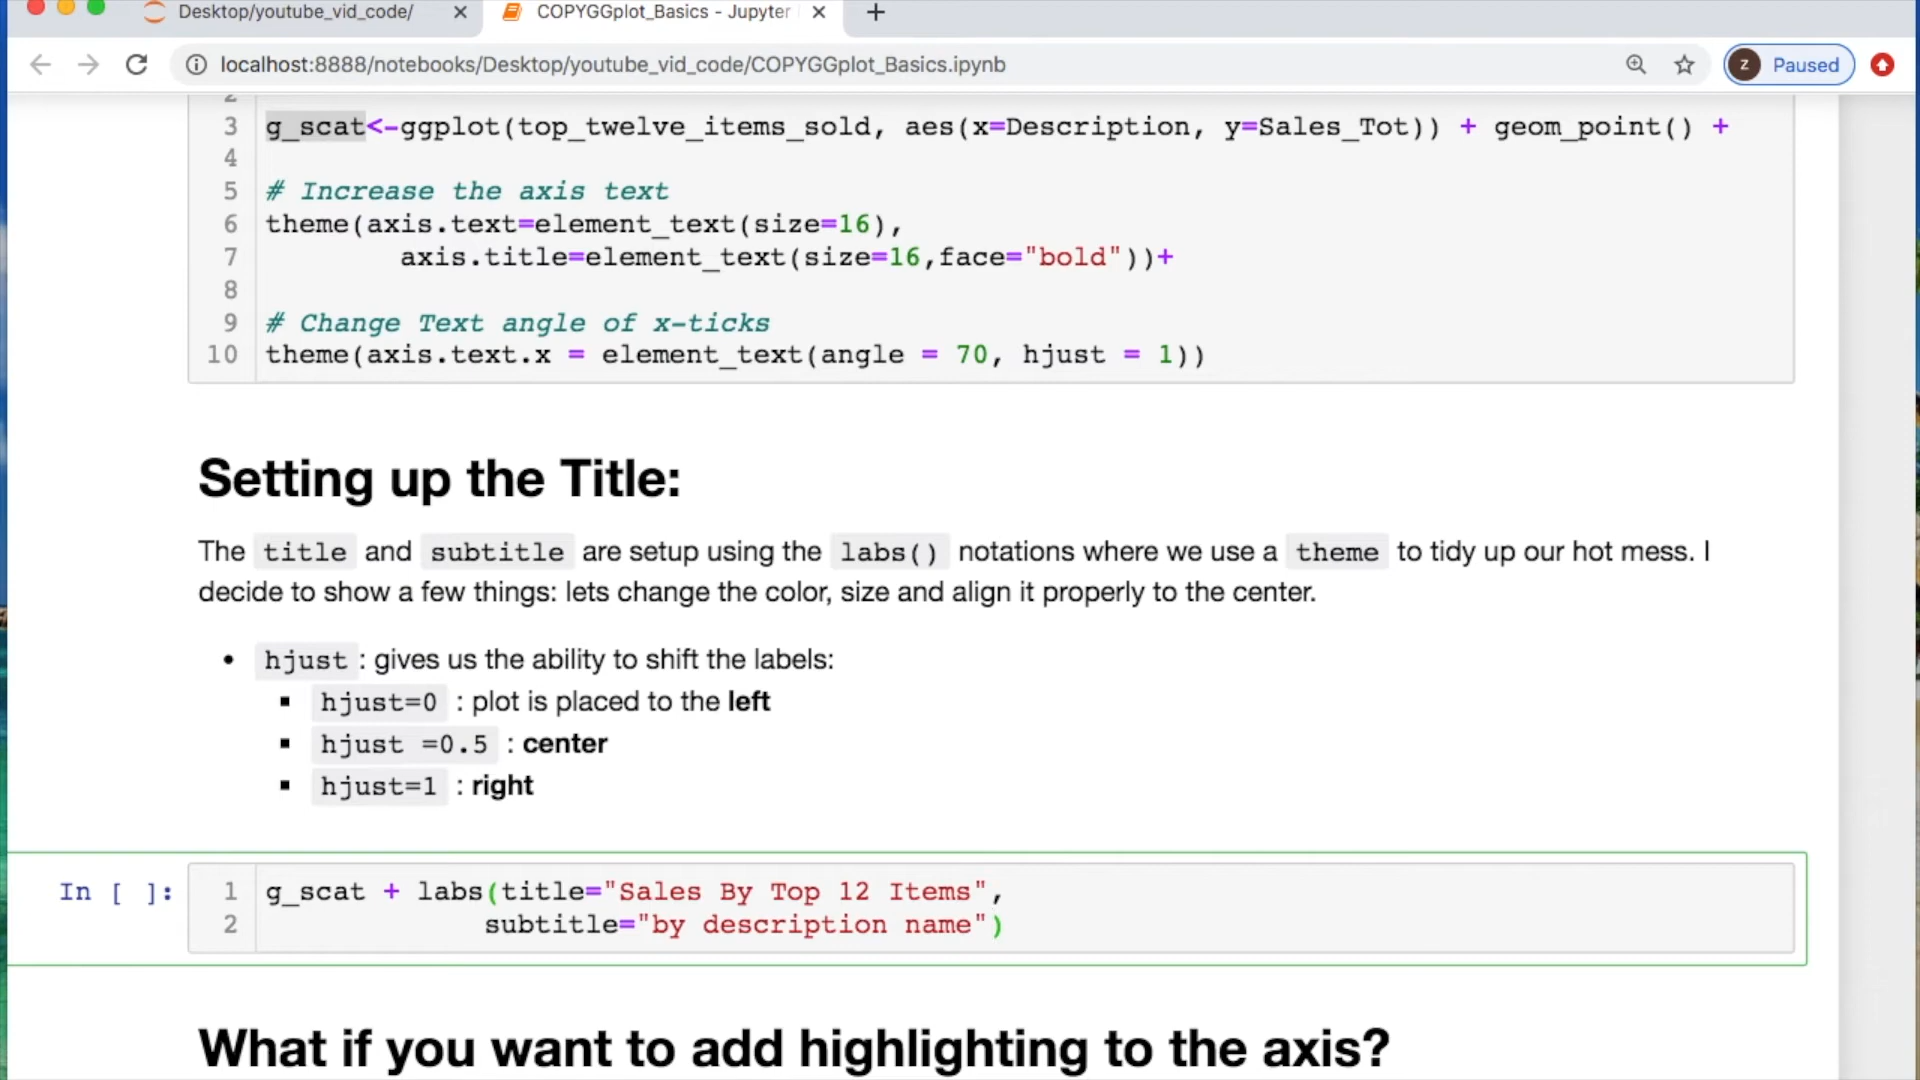 Desktop/youtube_vid_code/
COPYGGplot_Basics - Jupyter
localhost:8888/notebooks/Desktop/youtube_vid_code/COPYGGplot_Basics.ipynb
z Paused
2
3 g_scat<-ggplot(top_twelve_items_sold, aes(x=Description, y=Sales_Tot)) + geom_point() +
4
5 # Increase the axis text
6 theme(axis.text=element_text(size=16),
7 axis.title=element_text(size=16,face="bold"))+
8
9 # Change Text angle of x-ticks
10 theme(axis.text.x = element_text(angle = 70, hjust = 1))
Setting up the Title:
The title and subtitle are setup using the labs() notations where we use a theme to tidy up our hot mess. I
decide to show a few things: lets change the color, size and align it properly to the center.
• hjust : gives us the ability to shift the labels:
▪ hjust=0 : plot is placed to the left
▪ hjust =0.5 : center
▪ hjust=1 : right
In [ ]: 1 g_scat + labs(title="Sales By Top 12 Items",
2 subtitle="by description name")
What if you want to add highlighting to the axis?